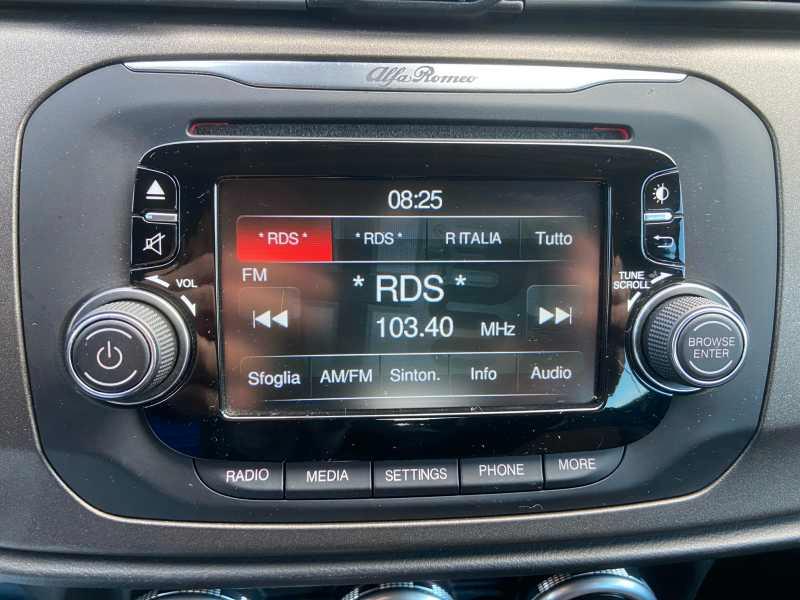 Alfa Romeo
08:25
* RDS * * RDS * R ITALIA Tutto
FM
* RDS *
103.40 MHz
Sfoglia AM/FM Sinton. Info Audio
VOL
TUNE
SCROLL
BROWSE
ENTER
RADIO MEDIA SETTINGS PHONE MORE